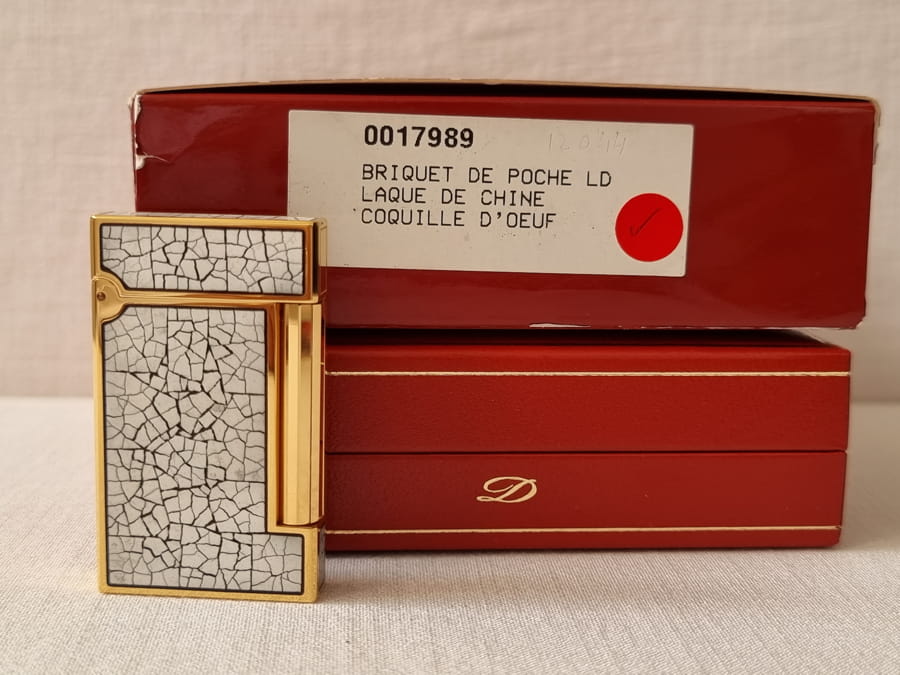 0017989
BRIQUET DE POCHE LD
LAQUE DE CHINE
COQUILLE D'OEUF
D